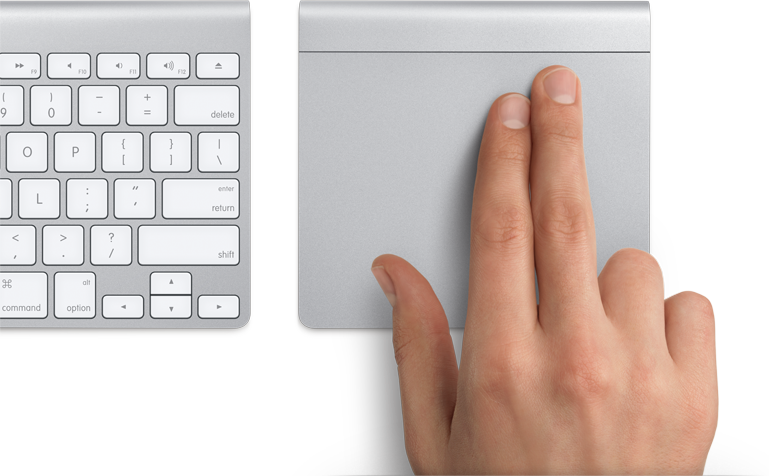 F9 F10 F11 F12
( ) _ +
9 0 - = delete
O P { }  |
[ ] \
L : " enter
; ' return
< > ? shift
, . /
⌘ alt
command option